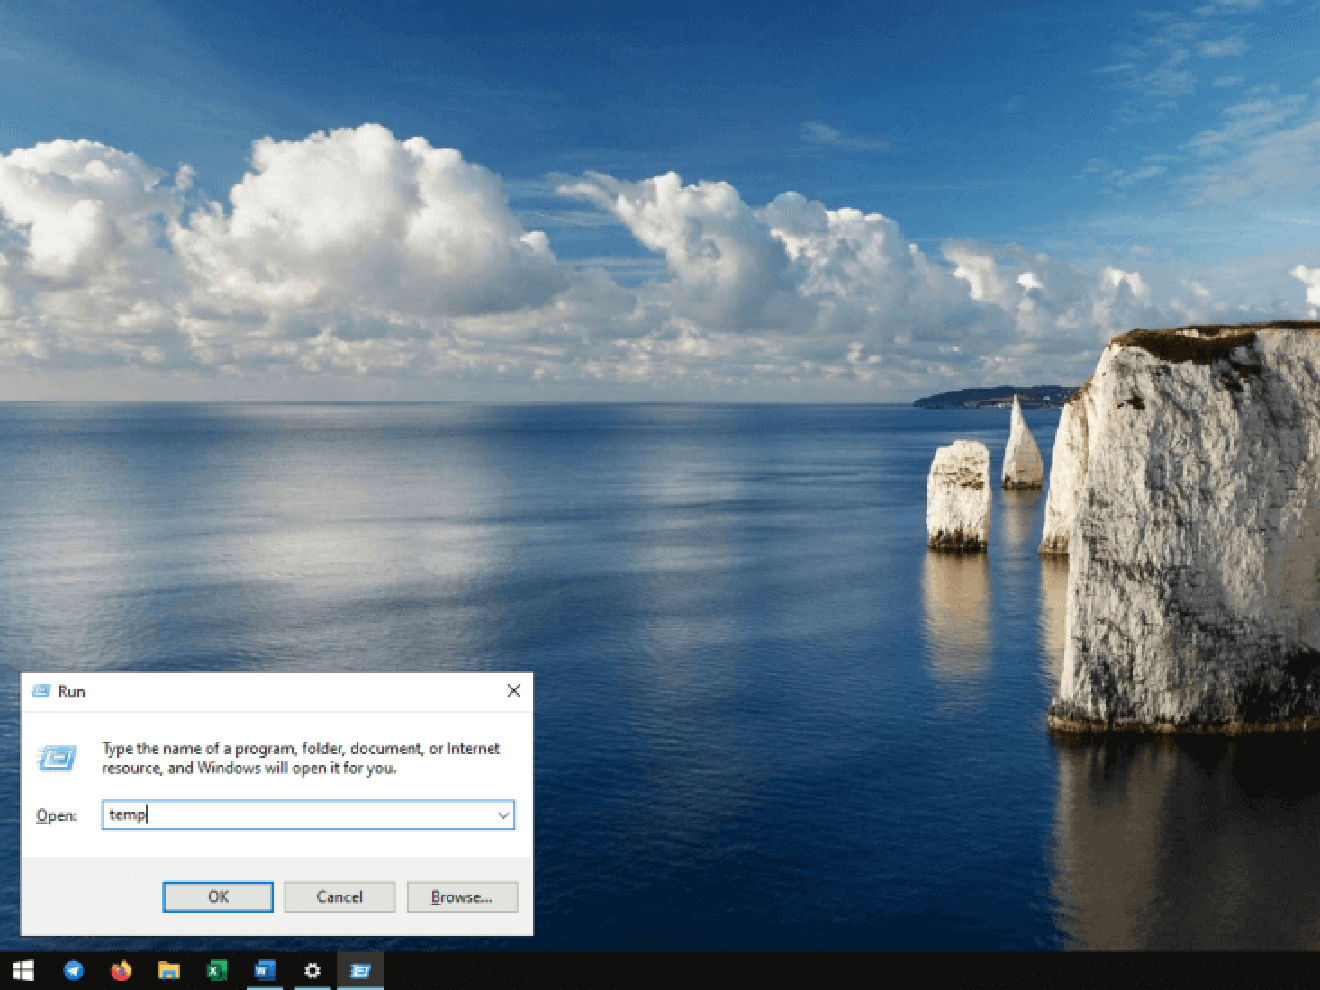 Run
Type the name of a program, folder, document, or Internet
resource, and Windows will open it for you.
Open:
temp
OK
Cancel
Browse...